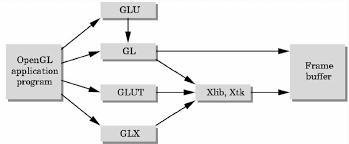 GLU
GL
OpenGL
application
program
Frame
buffer
GLUT
Xlib, Xtk
GLX